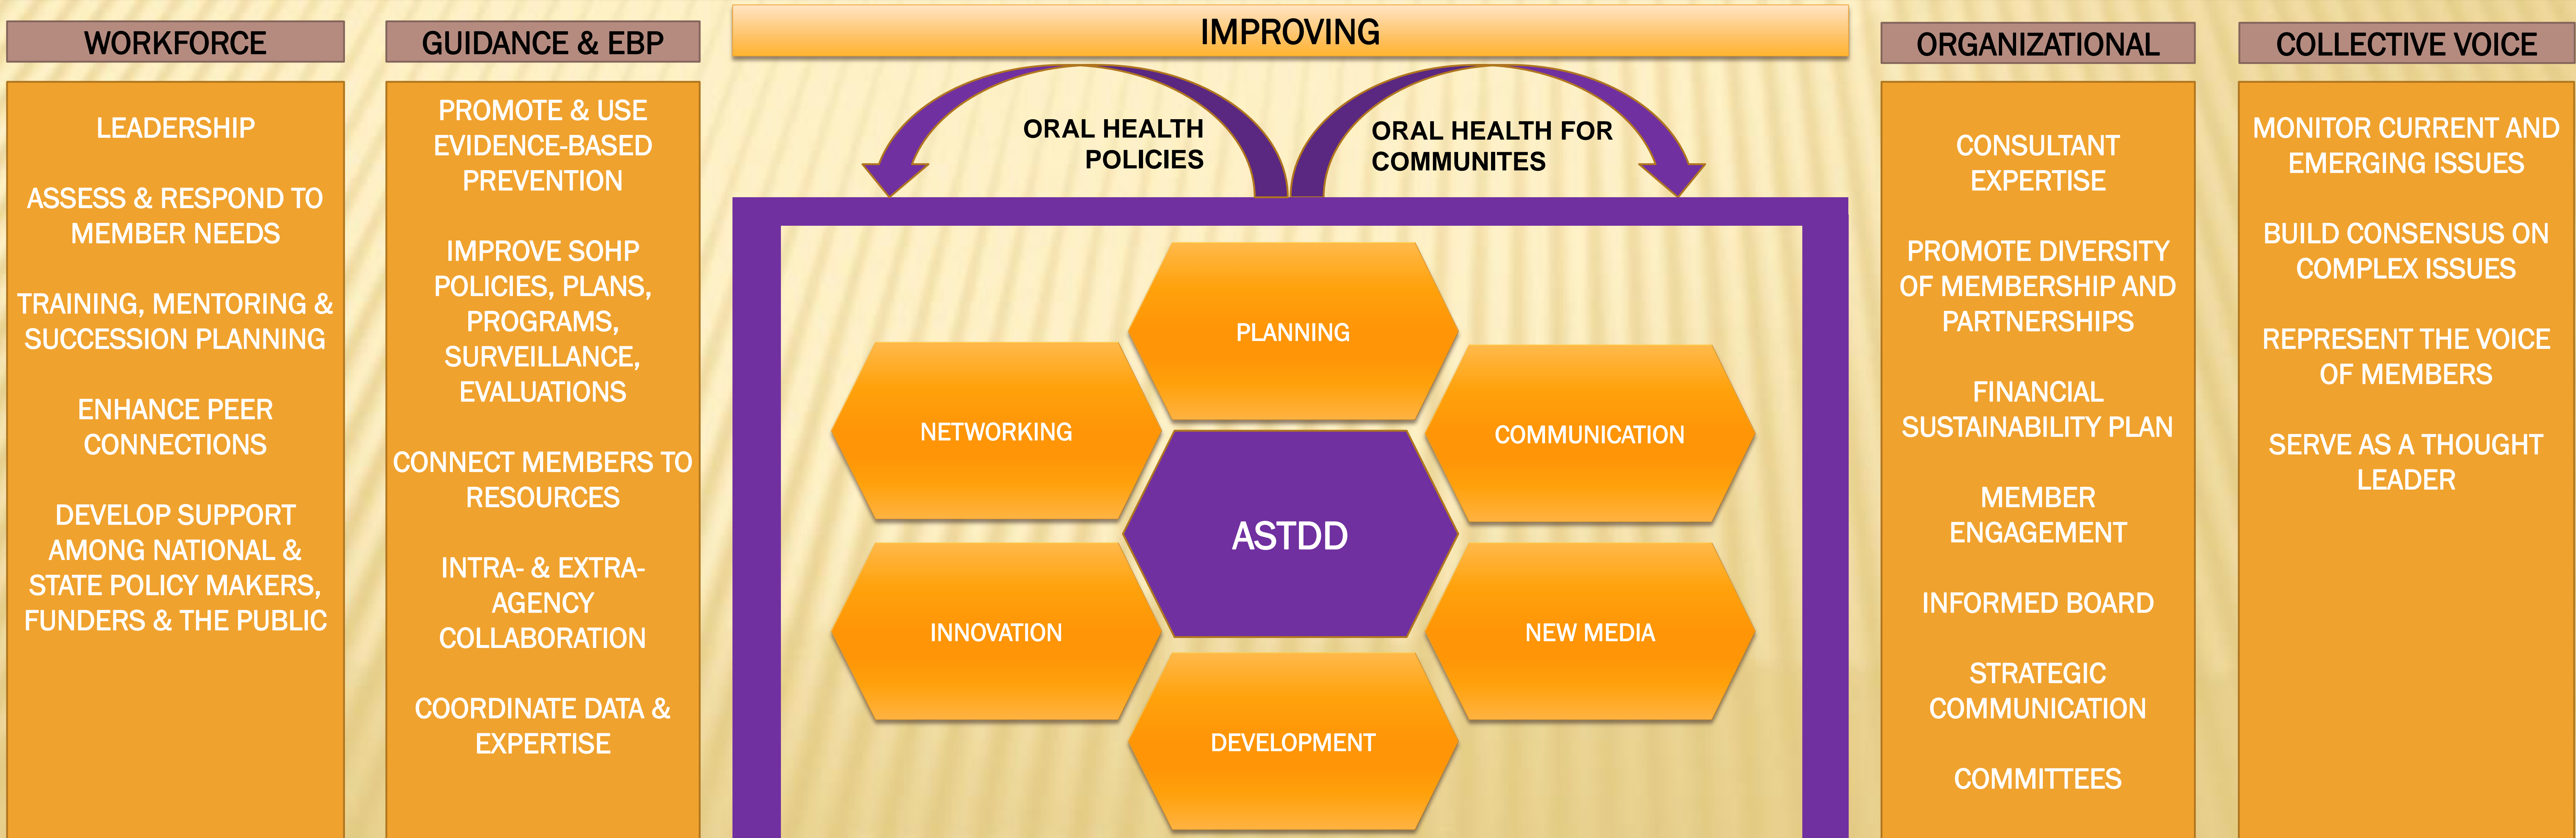 WORKFORCE
LEADERSHIP
ASSESS & RESPOND TO
MEMBER NEEDS
TRAINING, MENTORING &
SUCCESSION PLANNING
ENHANCE PEER
CONNECTIONS
DEVELOP SUPPORT
AMONG NATIONAL &
STATE POLICY MAKERS,
FUNDERS & THE PUBLIC
GUIDANCE & EBP
PROMOTE & USE
EVIDENCE-BASED
PREVENTION
IMPROVE SOHP
POLICIES, PLANS,
PROGRAMS,
SURVEILLANCE,
EVALUATIONS
CONNECT MEMBERS TO
RESOURCES
INTRA- & EXTRA-
AGENCY
COLLABORATION
COORDINATE DATA &
EXPERTISE
IMPROVING
ORAL HEALTH
POLICIES
ORAL HEALTH FOR
COMMUNITES
PLANNING
NETWORKING
COMMUNICATION
ASTDD
INNOVATION
NEW MEDIA
DEVELOPMENT
ORGANIZATIONAL
CONSULTANT
EXPERTISE
PROMOTE DIVERSITY
OF MEMBERSHIP AND
PARTNERSHIPS
FINANCIAL
SUSTAINABILITY PLAN
MEMBER
ENGAGEMENT
INFORMED BOARD
STRATEGIC
COMMUNICATION
COMMITTEES
COLLECTIVE VOICE
MONITOR CURRENT AND
EMERGING ISSUES
BUILD CONSENSUS ON
COMPLEX ISSUES
REPRESENT THE VOICE
OF MEMBERS
SERVE AS A THOUGHT
LEADER